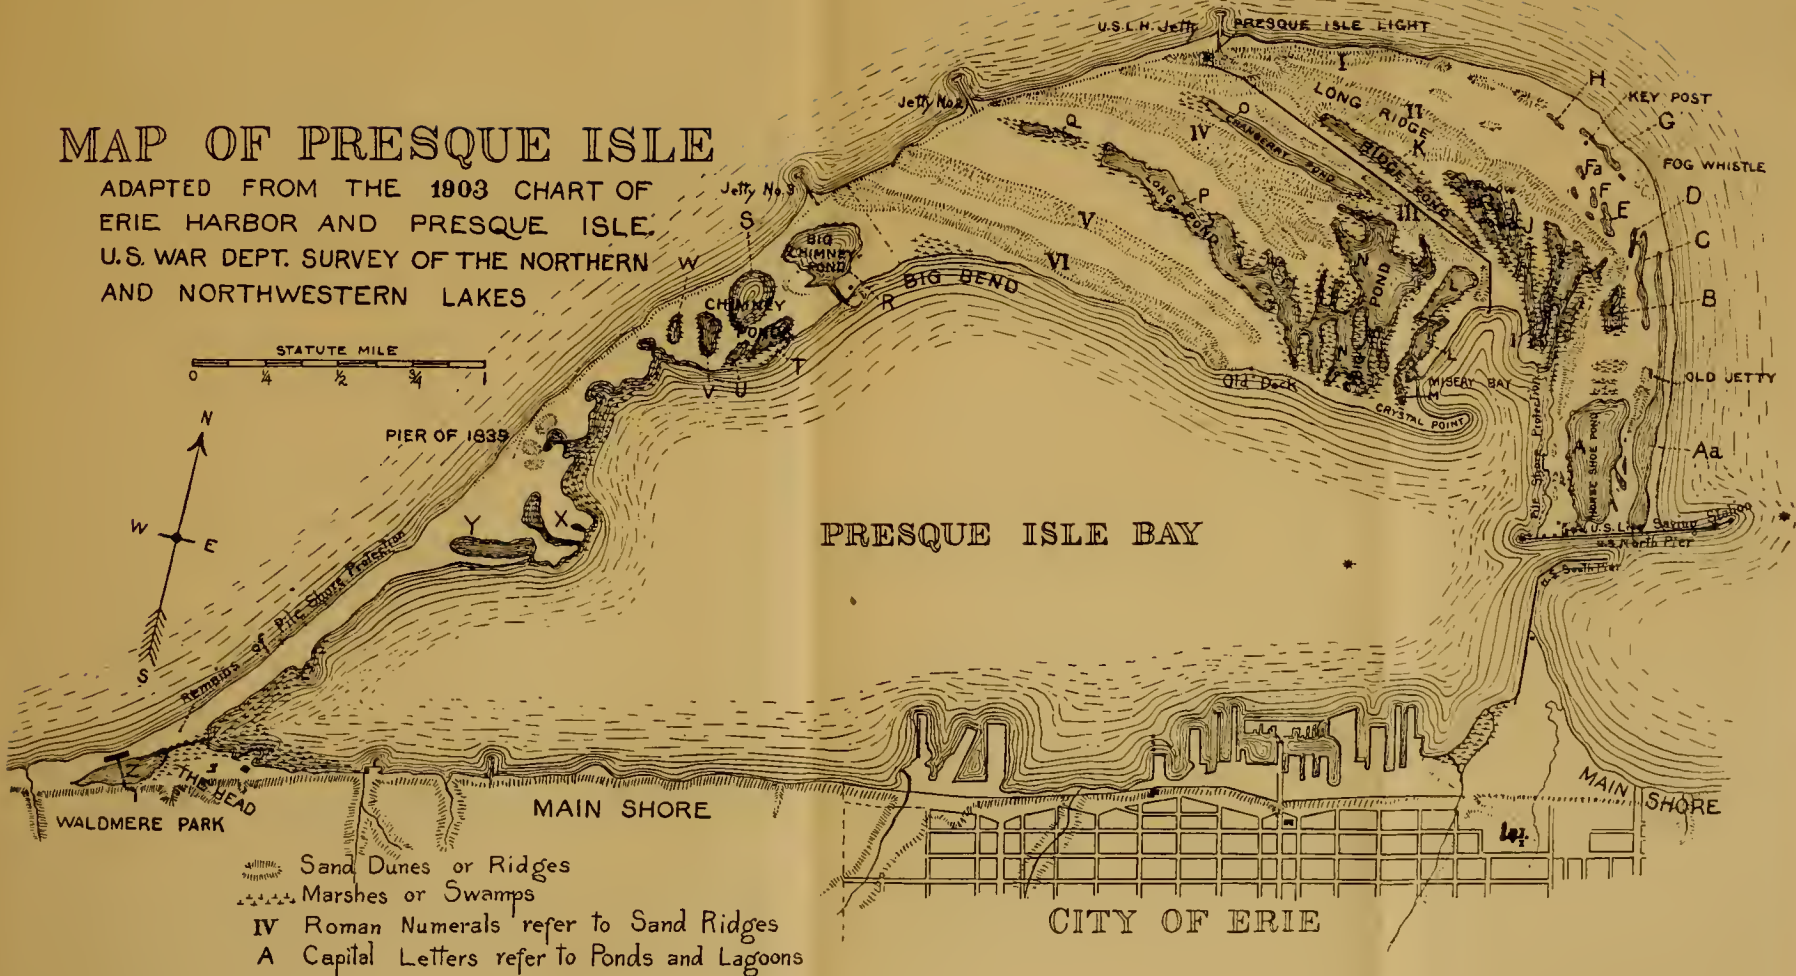 MAP OF PRESQUE ISLE
ADAPTED FROM THE 1903 CHART OF
ERIE HARBOR AND PRESQUE ISLE.
U.S. WAR DEPT. SURVEY OF THE NORTHERN
AND NORTHWESTERN LAKES
STATUTE MILE
0 1/4 1/2 3/4 1
N
W
E
S
U.S.L.H. Jetty
PRESQUE ISLE LIGHT
Jetty No. 2
Jetty No. 3
I
H
KEY POST
G
LONG RIDGE
II
K
FOG WHISTLE
Fa
F
D
E
C
B
Q
O
CRANBERRY POND
IV
RIDGE POND
III
J
LONG POND
P
L
V
VI
N
POND
L
N
BIG
L
I
S
W
BIG
CHIMNEY
POND
CHIMNEY
PONDS
R
BIG BEND
T
V U
Old Dock
MISERY BAY
M
CRYSTAL POINT
OLD JETTY
Pile Shore Protection
A
HORSE SHOE POND
Aa
PIER OF 1835
Y
X
PRESQUE ISLE BAY
U.S. Life Saving Station
U.S. North Pier
U.S. South Pier
Remains of Pile Shore Protection
Z
THE HEAD
WALDMERE PARK
MAIN SHORE
MAIN SHORE
CITY OF ERIE
Sand Dunes or Ridges
Marshes or Swamps
IV Roman Numerals refer to Sand Ridges
A Capital Letters refer to Ponds and Lagoons